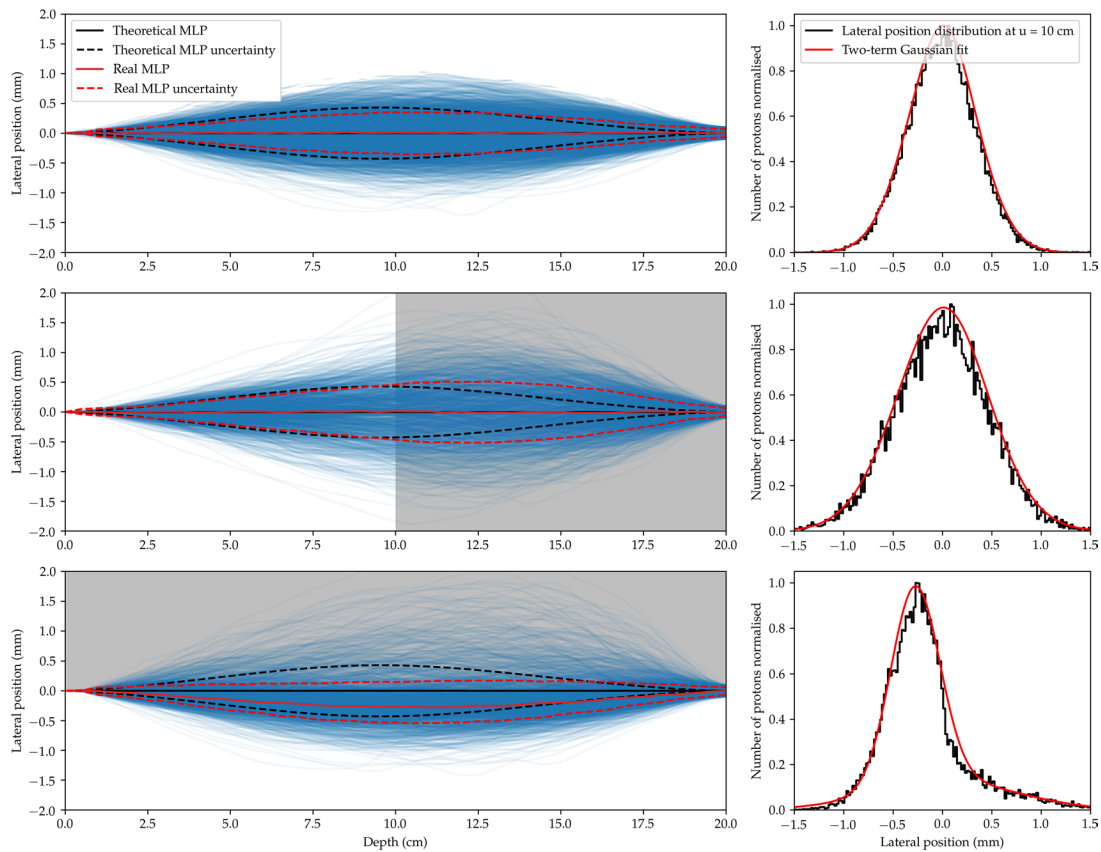 2.0
1.5
1.0
0.5
0.0
−0.5
−1.0
−1.5
−2.0
Lateral position (mm)
Theoretical MLP
Theoretical MLP uncertainty
Real MLP
Real MLP uncertainty
0.0 2.5 5.0 7.5 10.0 12.5 15.0 17.5 20.0
1.0
0.8
0.6
0.4
0.2
0.0
Number of protons normalised
Lateral position distribution at u = 10 cm
Two-term Gaussian fit
−1.5 −1.0 −0.5 0.0 0.5 1.0 1.5
2.0
1.5
1.0
0.5
0.0
−0.5
−1.0
−1.5
−2.0
Lateral position (mm)
0.0 2.5 5.0 7.5 10.0 12.5 15.0 17.5 20.0
1.0
0.8
0.6
0.4
0.2
0.0
Number of protons normalised
−1.5 −1.0 −0.5 0.0 0.5 1.0 1.5
2.0
1.5
1.0
0.5
0.0
−0.5
−1.0
−1.5
−2.0
Lateral position (mm)
0.0 2.5 5.0 7.5 10.0 12.5 15.0 17.5 20.0
Depth (cm)
1.0
0.8
0.6
0.4
0.2
0.0
Number of protons normalised
−1.5 −1.0 −0.5 0.0 0.5 1.0 1.5
Lateral position (mm)